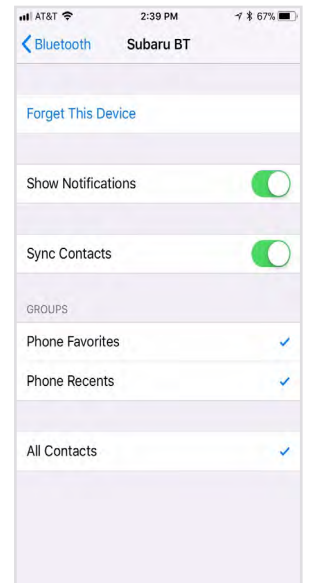 AT&T 2:39 PM 67%
Bluetooth Subaru BT
Forget This Device
Show Notifications
Sync Contacts
GROUPS
Phone Favorites
Phone Recents
All Contacts